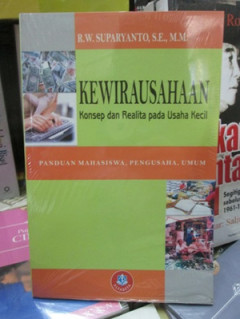 R.W. SUPARYANTO, S.E., M.M.
KEWIRAUSAHAAN
Konsep dan Realita pada Usaha Kecil
PANDUAN MAHASISWA, PENGUSAHA, UMUM